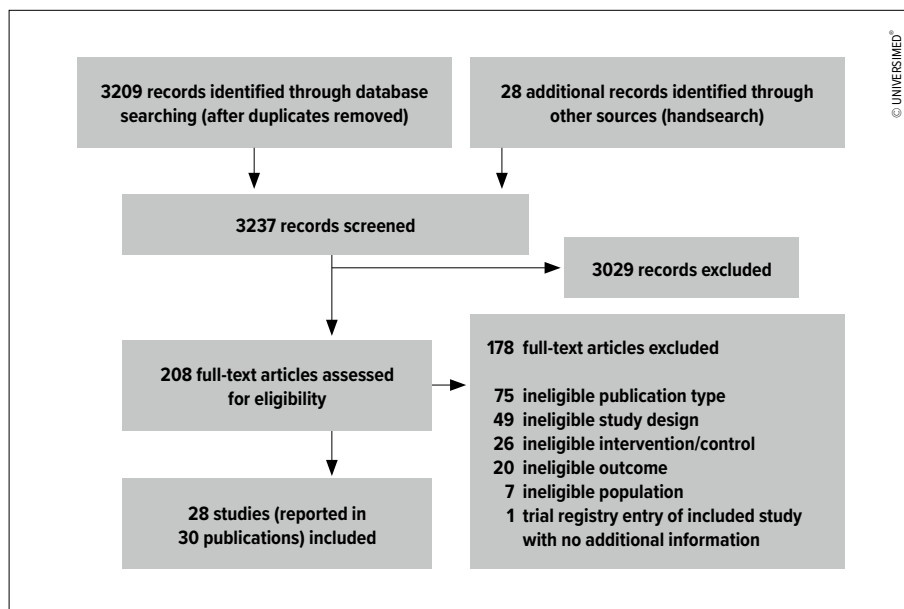 3209 records identified through database
searching (after duplicates removed)
28 additional records identified through
other sources (handsearch)
© UNIVERSIMED®
3237 records screened
3029 records excluded
208 full-text articles assessed
for eligibility
178 full-text articles excluded
75 ineligible publication type
49 ineligible study design
26 ineligible intervention/control
20 ineligible outcome
7 ineligible population
1 trial registry entry of included study
with no additional information
28 studies (reported in
30 publications) included